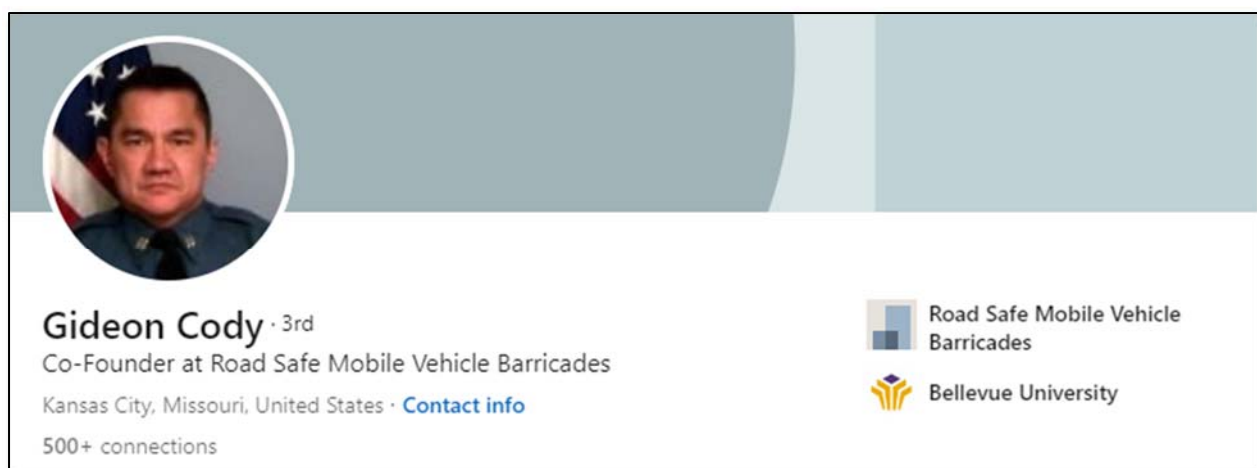 Gideon Cody · 3rd
Co-Founder at Road Safe Mobile Vehicle Barricades
Kansas City, Missouri, United States · Contact info
500+ connections
Road Safe Mobile Vehicle
Barricades
Bellevue University